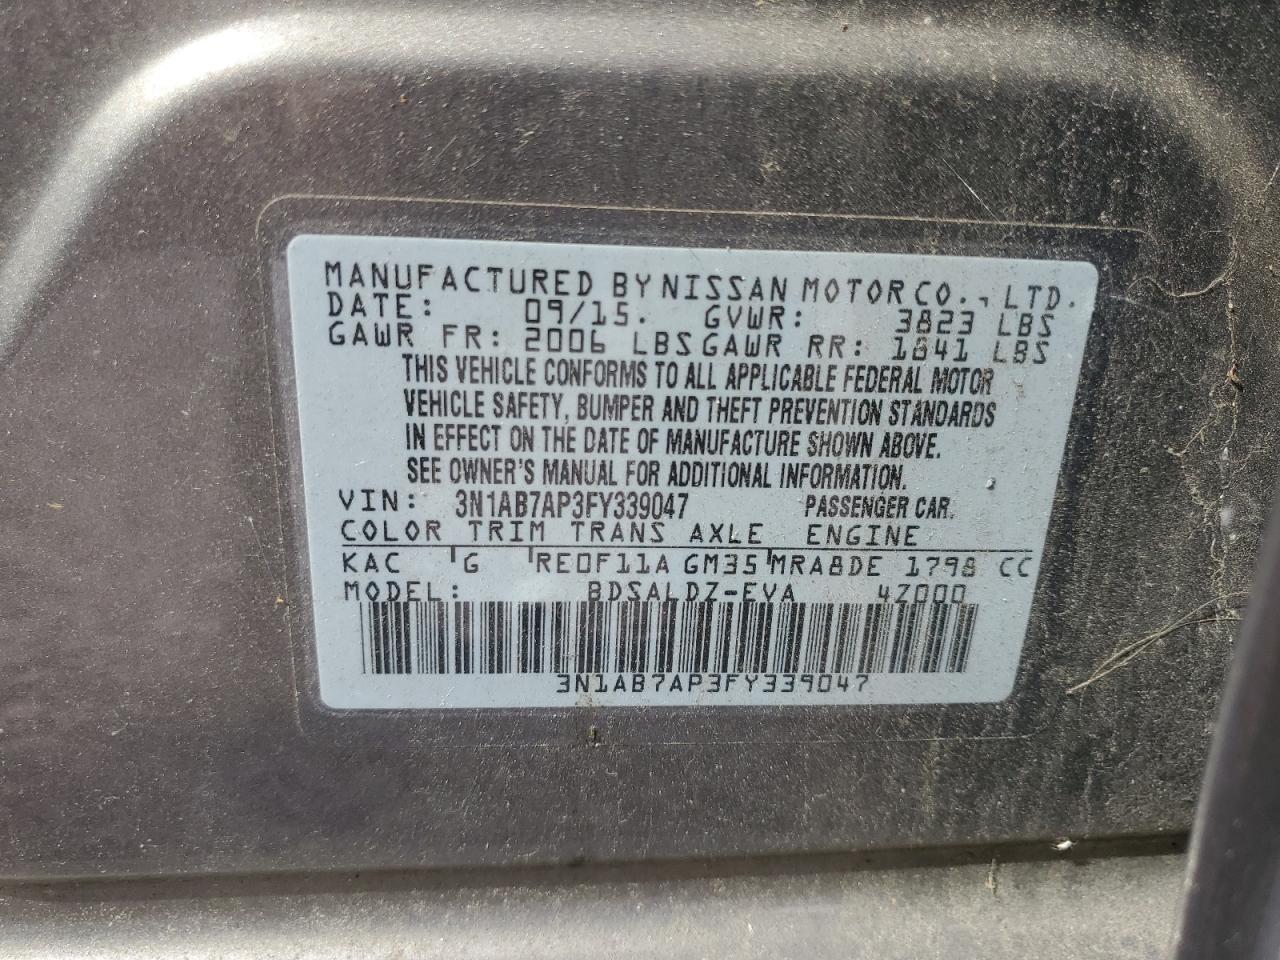 MANUFACTURED BY NISSAN MOTOR CO., LTD.
DATE: 09/15. GVWR: 3823 LBS
GAWR FR: 2006 LBS GAWR RR: 1841 LBS
THIS VEHICLE CONFORMS TO ALL APPLICABLE FEDERAL MOTOR
VEHICLE SAFETY, BUMPER AND THEFT PREVENTION STANDARDS
IN EFFECT ON THE DATE OF MANUFACTURE SHOWN ABOVE.
SEE OWNER'S MANUAL FOR ADDITIONAL INFORMATION.
VIN: 3N1AB7AP3FY339047 PASSENGER CAR.
COLOR TRIM TRANS AXLE ENGINE
KAC G RE0F11A GM35 MRA8DE 1798 CC
MODEL: BDSALDZ-EVA 4Z000
3N1AB7AP3FY339047